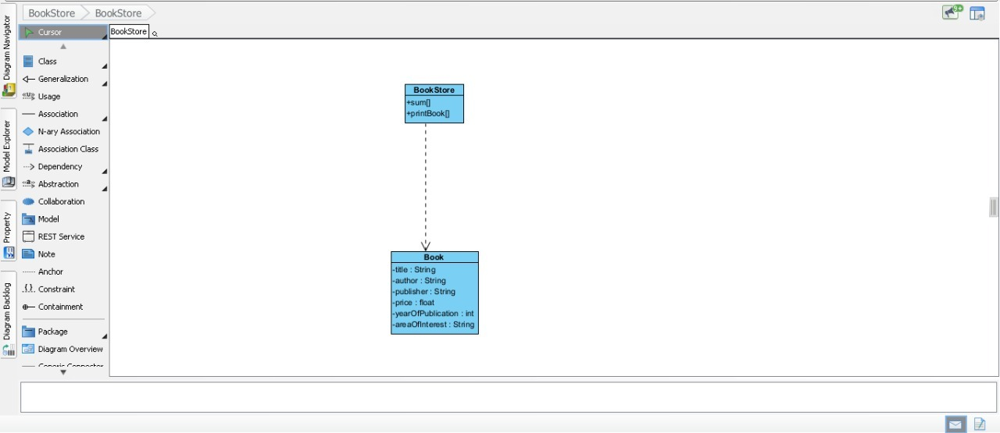 BookStore
BookStore
9+
Diagram Navigator
Model Explorer
Property
Diagram Backlog
Cursor
Class
Generalization
Usage
Association
N-ary Association
Association Class
Dependency
Abstraction
Collaboration
Model
REST Service
Note
Anchor
Constraint
Containment
Package
Diagram Overview
Generic Connector
BookStore
BookStore
+sum[]
+printBook[]
Book
-title : String
-author : String
-publisher : String
-price : float
-yearOfPublication : int
-areaOfInterest : String